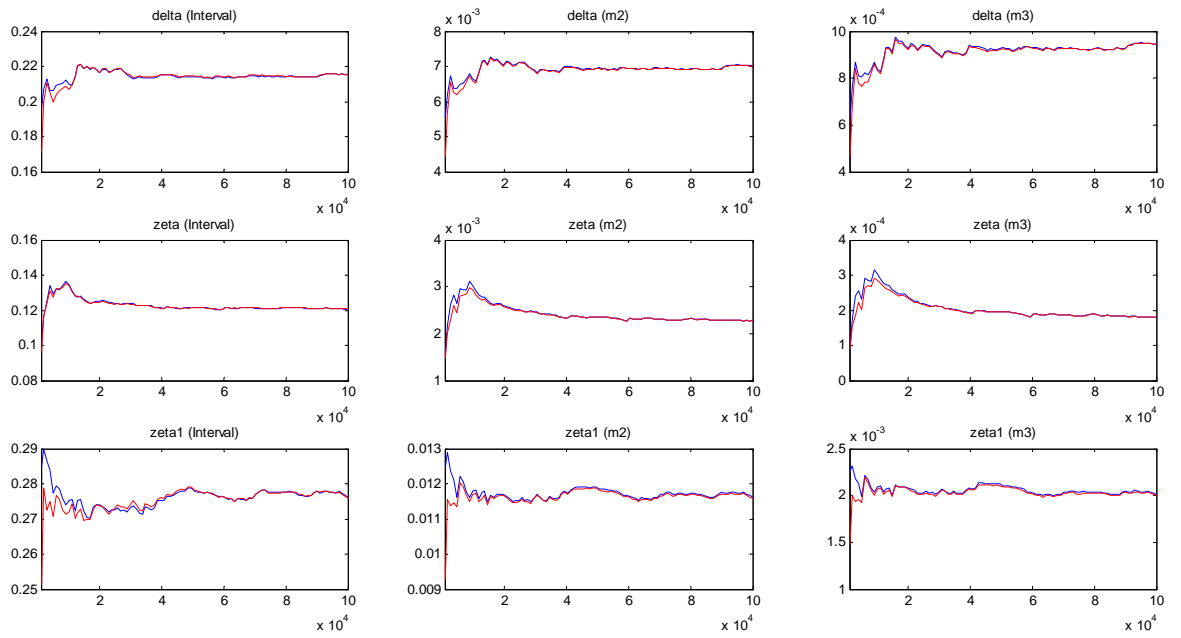 delta (Interval)
0.24
0.22
0.2
0.18
0.16
2 4 6 8 10
x 10^4
delta (m2)
x 10^-3
8
7
6
5
4
2 4 6 8 10
x 10^4
delta (m3)
x 10^-4
10
8
6
4
2 4 6 8 10
x 10^4
zeta (Interval)
0.16
0.14
0.12
0.1
0.08
2 4 6 8 10
x 10^4
zeta (m2)
x 10^-3
4
3
2
1
2 4 6 8 10
x 10^4
zeta (m3)
x 10^-4
4
3
2
1
0
2 4 6 8 10
x 10^4
zeta1 (Interval)
0.29
0.28
0.27
0.26
0.25
2 4 6 8 10
x 10^4
zeta1 (m2)
0.013
0.012
0.011
0.01
0.009
2 4 6 8 10
x 10^4
zeta1 (m3)
x 10^-3
2.5
2
1.5
1
2 4 6 8 10
x 10^4